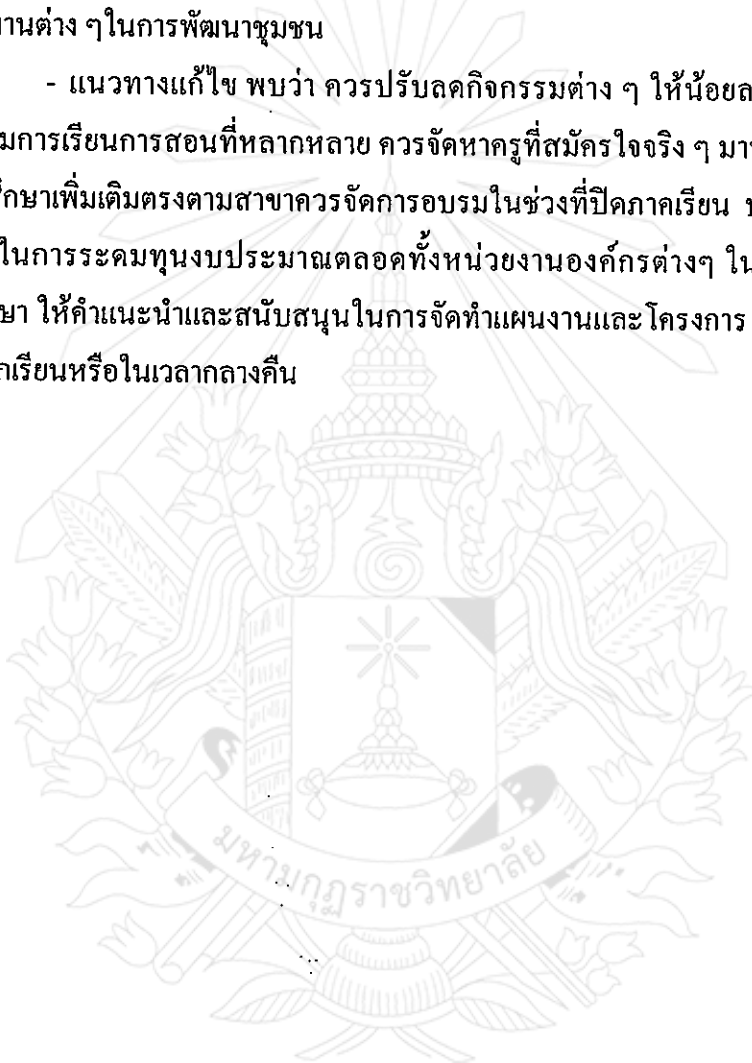 งานต่าง ๆในการพัฒนาชุมชน
- แนวทางแก้ไข พบว่า ควรปรับลดกิจกรรมต่าง ๆ ให้น้อยล
มการเรียนการสอนที่หลากหลาย ควรจัดหาครูที่สมัครใจจริง ๆ มา
ึกษาเพิ่มเติมตรงตามสาขาควรจัดการอบรมในช่วงที่ปิดภาคเรียน
ในการระดมทุนงบประมาณตลอดทั้งหน่วยงานองค์กรต่างๆ ใน
ษา ให้คำแนะนำและสนับสนุนในการจัดทำแผนงานและโครงการ
กเรียนหรือในเวลากลางคืน
มหามกุฏราชวิทยาลัย